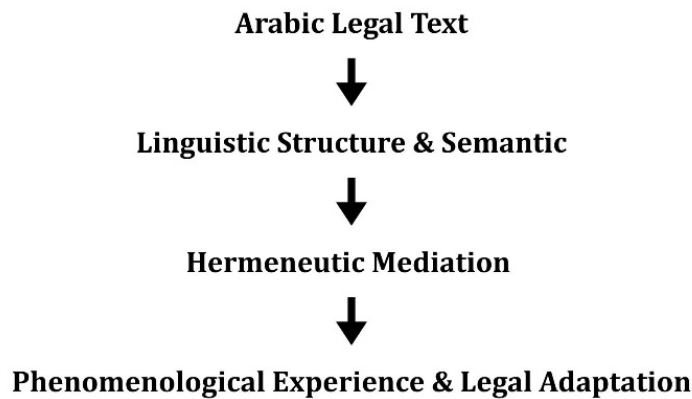 Arabic Legal Text
Linguistic Structure & Semantic
Hermeneutic Mediation
Phenomenological Experience & Legal Adaptation